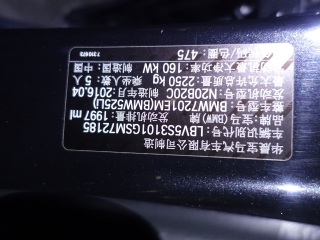 华晨宝马汽车有限公司制造
车辆识别代号: LBV5S3101GSM72185
品牌: 宝马(BMW)牌 发动机排量: 1997 ml
整车型号: BMW7201EM(BMW525Li)
发动机型号: N20B20C 制造年月: 2016.04
最大允许总质量: 2250 kg 乘坐人数: 5 人
发动机最大净功率: 160 kW 制造国: 中国
: 475